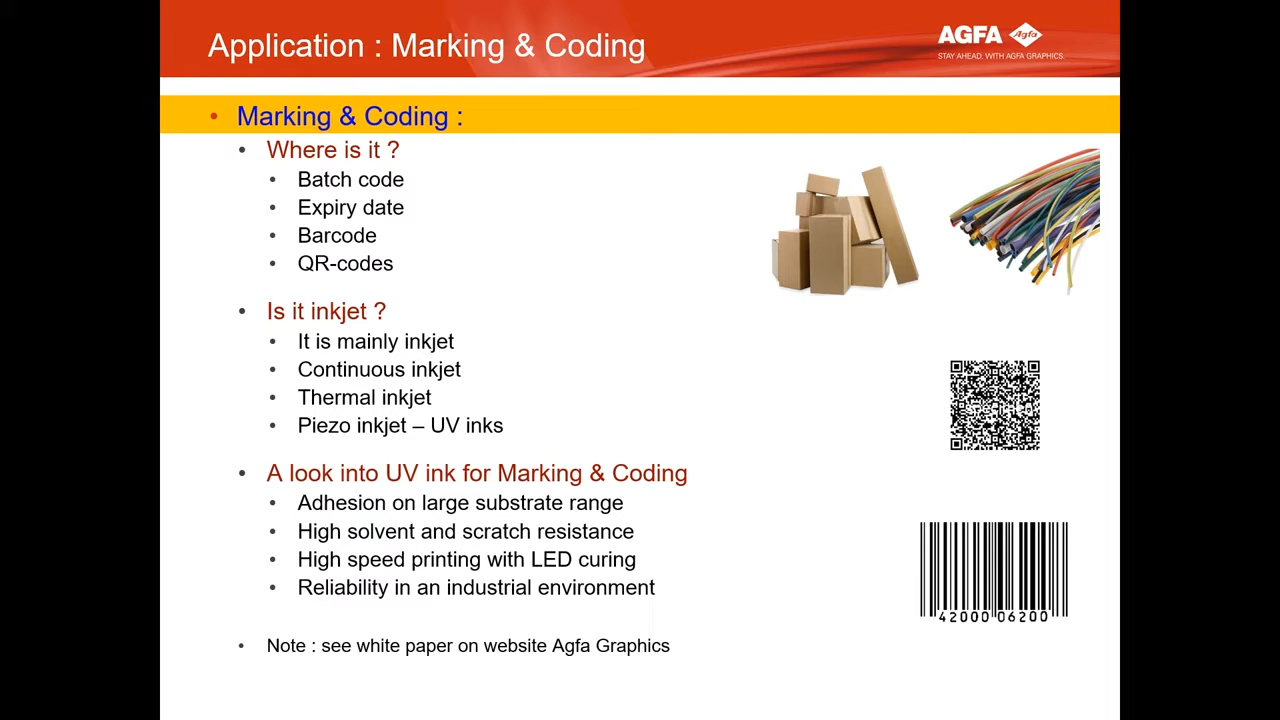 Application : Marking & Coding
AGFA
Agfa
STAY AHEAD. WITH AGFA GRAPHICS.
Marking & Coding :
Where is it ?
Batch code
Expiry date
Barcode
QR-codes
Is it inkjet ?
It is mainly inkjet
Continuous inkjet
Thermal inkjet
Piezo inkjet – UV inks
A look into UV ink for Marking & Coding
Adhesion on large substrate range
High solvent and scratch resistance
High speed printing with LED curing
Reliability in an industrial environment
42000 06200
Note : see white paper on website Agfa Graphics